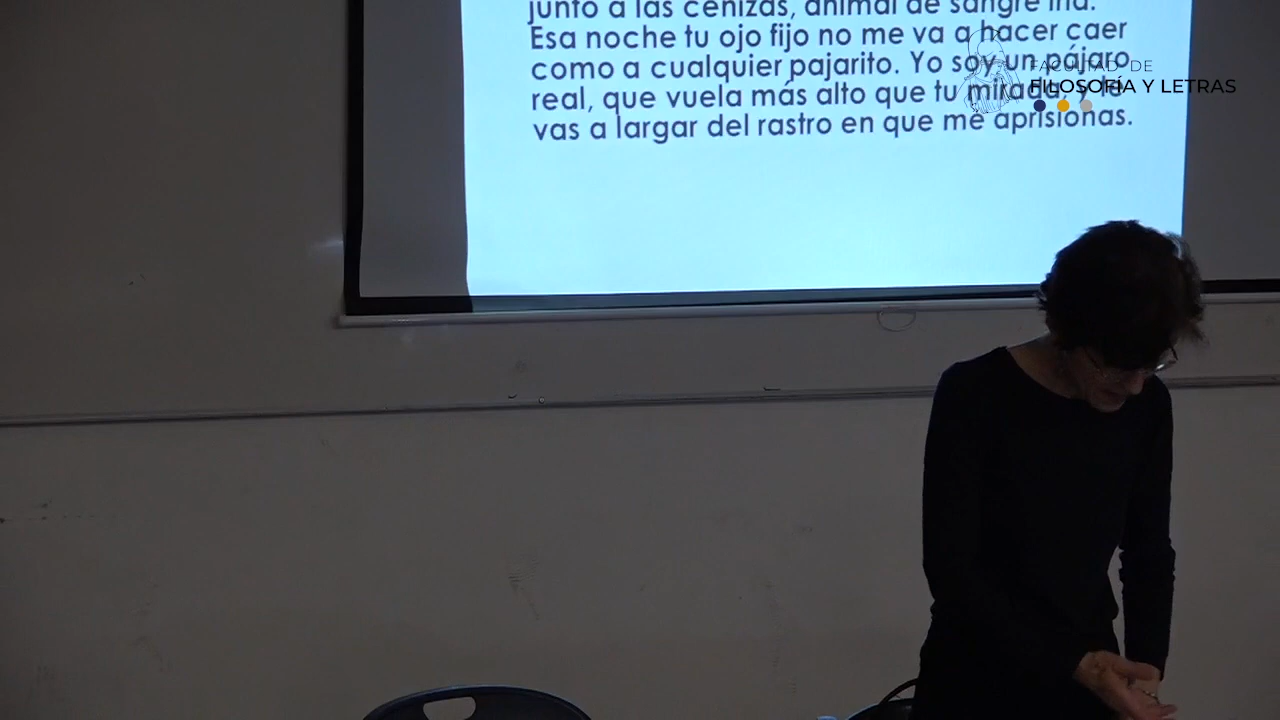 junto a las cenizas, animal de sangre fría.
Esa noche tu ojo fijo no me va a hacer caer
como a cualquier pajarito. Yo soy un pájaro
real, que vuela más alto que tu mirada, y te
vas a largar del rastro en que me aprisionas.
FACULTAD DE
FILOSOFÍA Y LETRAS